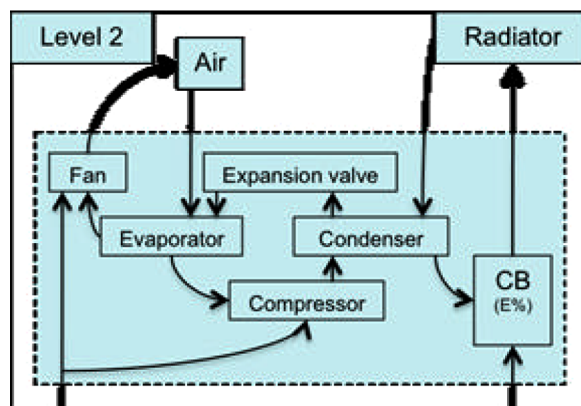 Level 2
Radiator
Air
Fan
Expansion valve
Evaporator
Condenser
CB
(E%)
Compressor